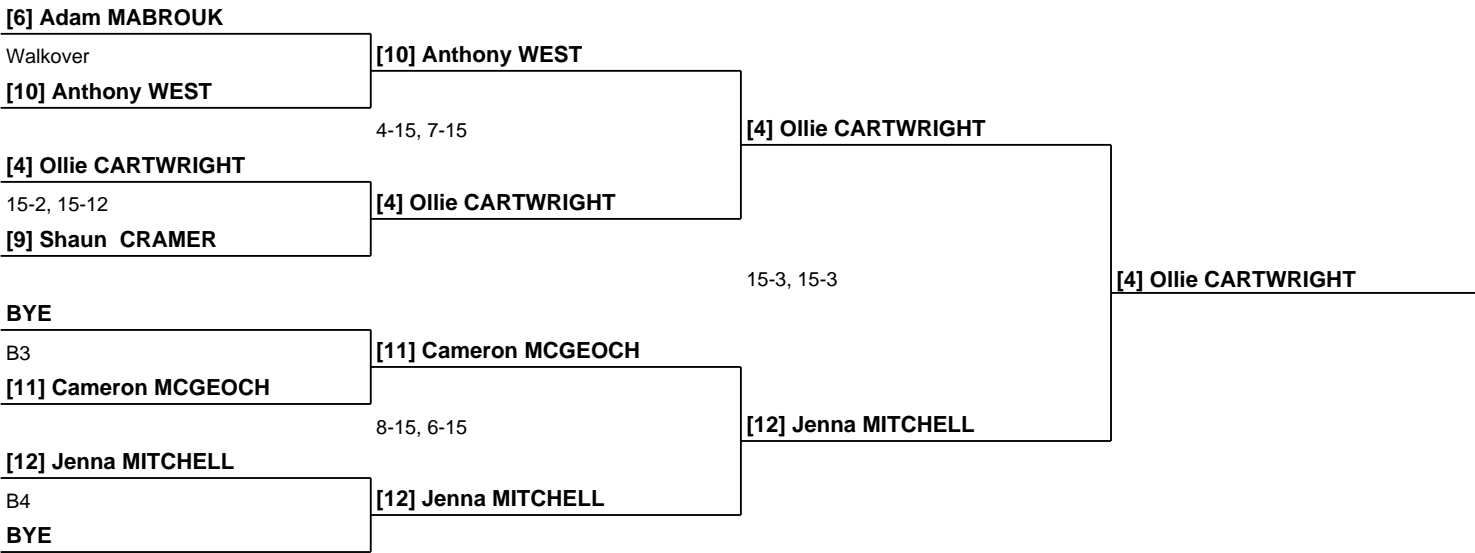 [6] Adam MABROUK
Walkover
[10] Anthony WEST
[10] Anthony WEST
4-15, 7-15
[4] Ollie CARTWRIGHT
[4] Ollie CARTWRIGHT
15-2, 15-12
[4] Ollie CARTWRIGHT
[9] Shaun  CRAMER
15-3, 15-3
[4] Ollie CARTWRIGHT
BYE
B3
[11] Cameron MCGEOCH
[11] Cameron MCGEOCH
8-15, 6-15
[12] Jenna MITCHELL
[12] Jenna MITCHELL
B4
[12] Jenna MITCHELL
BYE